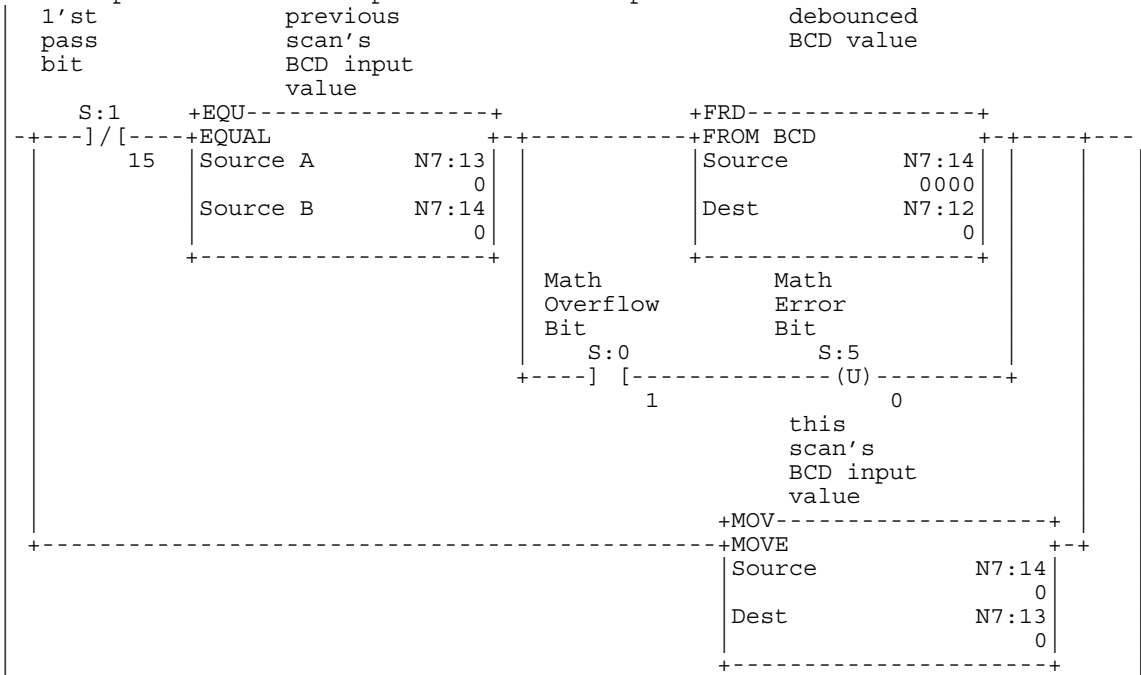 1'st previous debounced
pass scan's BCD value
bit BCD input
value
S:1 +EQU------------------+ +FRD------------------+
-+---]/[----+EQUAL +-+------------+FROM BCD +-+----+---
15 |Source A N7:13| |Source N7:14|
0| 0000|
|Source B N7:14| |Dest N7:12|
0| 0|
+--------------------+ +-------------------+
Math Math
Overflow Error
Bit Bit
S:0 S:5
+----] [--------------(U)---------+
1 0
this
scan's
BCD input
value
+MOV-------------------+
+------------------------------------------------+MOVE +-+
|Source N7:14|
0|
|Dest N7:13|
0|
+----------------------+